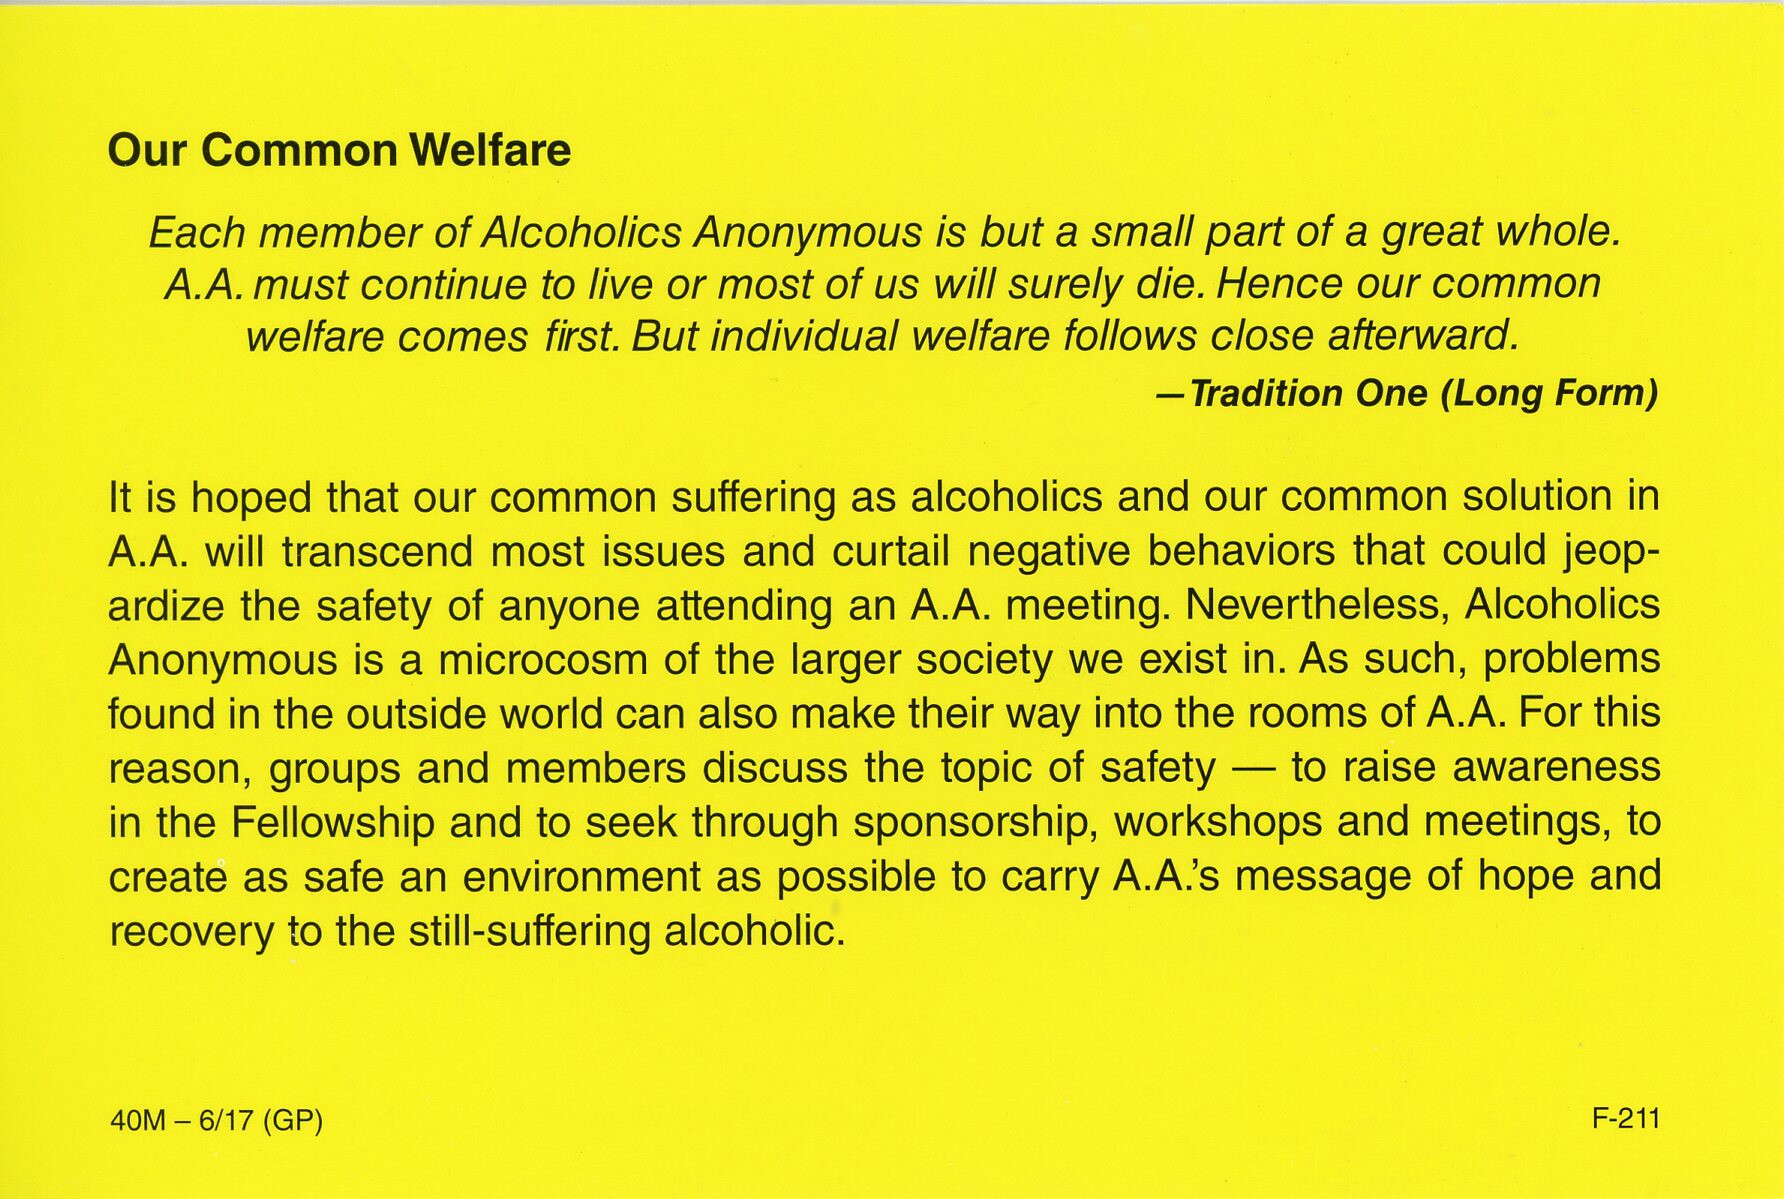 Our Common Welfare
Each member of Alcoholics Anonymous is but a small part of a great whole.
A.A. must continue to live or most of us will surely die. Hence our common
welfare comes first. But individual welfare follows close afterward.
—Tradition One (Long Form)
It is hoped that our common suffering as alcoholics and our common solution in
A.A. will transcend most issues and curtail negative behaviors that could jeop-
ardize the safety of anyone attending an A.A. meeting. Nevertheless, Alcoholics
Anonymous is a microcosm of the larger society we exist in. As such, problems
found in the outside world can also make their way into the rooms of A.A. For this
reason, groups and members discuss the topic of safety — to raise awareness
in the Fellowship and to seek through sponsorship, workshops and meetings, to
create as safe an environment as possible to carry A.A.'s message of hope and
recovery to the still-suffering alcoholic.
40M – 6/17 (GP)
F-211